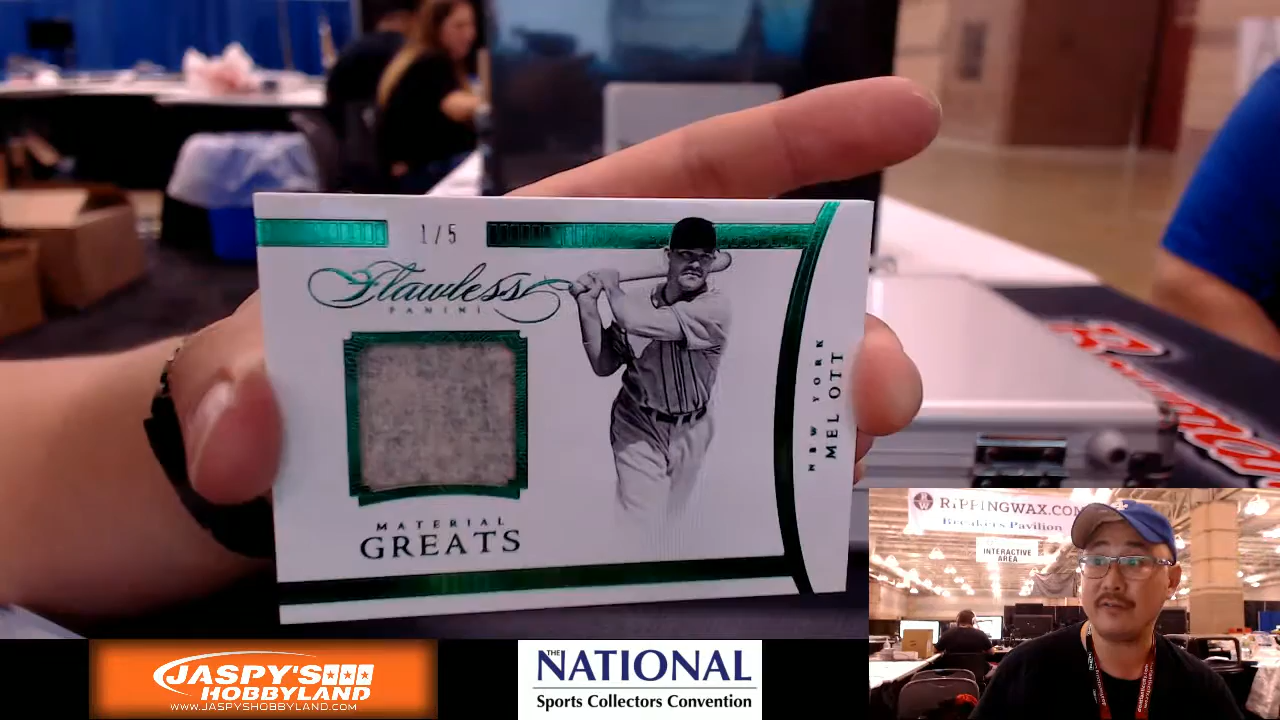 1/5
Flawless
PANINI
MATERIAL
GREATS
NEW YORK
MEL OTT
RiPPiNGWAX.COM
Breakers Pavilion
INTERACTIVE
AREA
JASPY'S
HOBBYLAND
WWW.JASPYSHOBBYLAND.COM
THE
NATIONAL
Sports Collectors Convention